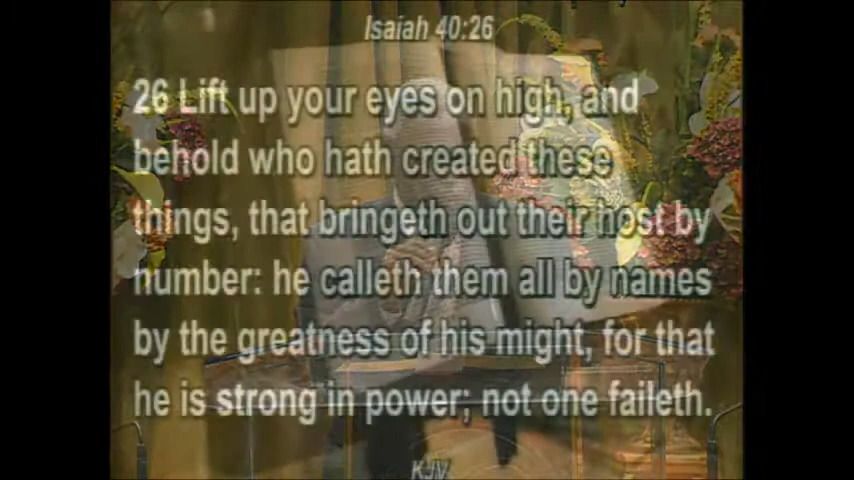 Isaiah 40:26
26 Lift up your eyes on high, and
behold who hath created these
things, that bringeth out their host by
number: he calleth them all by names
by the greatness of his might, for that
he is strong in power; not one faileth.
KJV